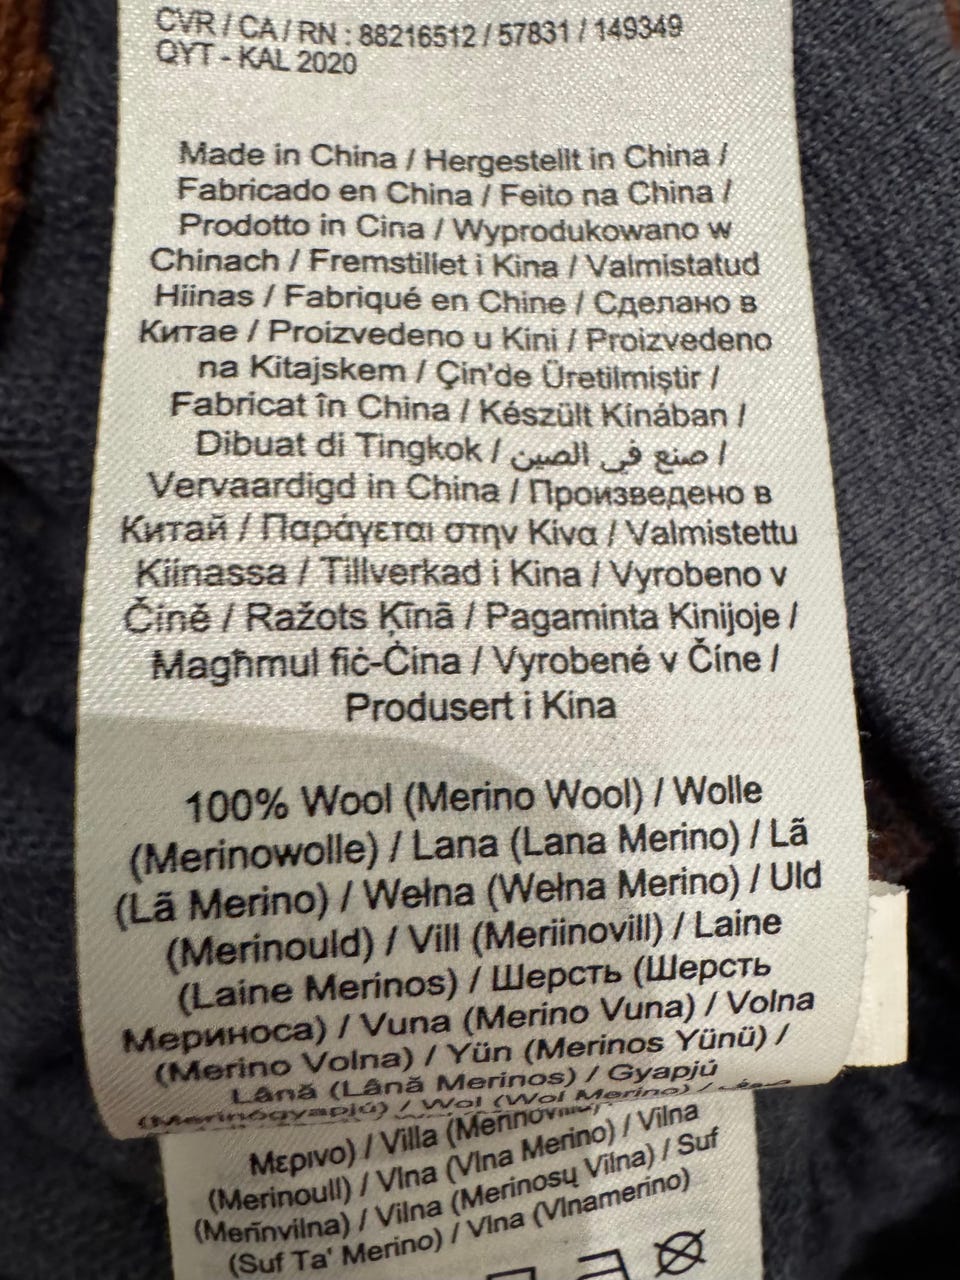 CVR / CA / RN : 88216512 / 57831 / 149349
QYT - KAL 2020
Made in China / Hergestellt in China /
Fabricado en China / Feito na China /
Prodotto in Cina / Wyprodukowano w
Chinach / Fremstillet i Kina / Valmistatud
Hiinas / Fabriqué en Chine / Сделано в
Китае / Proizvedeno u Kini / Proizvedeno
na Kitajskem / Çin'de Üretilmiştir /
Fabricat în China / Készült Kínában /
Dibuat di Tingkok / صنع في الصين /
Vervaardigd in China / Произведено в
Китай / Παράγεται στην Κίνα / Valmistettu
Kiinassa / Tillverkad i Kina / Vyrobeno v
Čině / Ražots Ķīnā / Pagaminta Kinijoje /
Magħmul fiċ-Ċina / Vyrobené v Číne /
Produsert i Kina
100% Wool (Merino Wool) / Wolle
(Merinowolle) / Lana (Lana Merino) / Lã
(Lã Merino) / Wełna (Wełna Merino) / Uld
(Merinould) / Vill (Meriinovill) / Laine
(Laine Merinos) / Шерсть (Шерсть
Мериноса) / Vuna (Merino Vuna) / Volna
(Merino Volna) / Yün (Merinos Yünü) /
Lână (Lână Merinos) / Gyapjú
(Merinógyapjú) / Wol (Wol Merino) /
Μερινο) / Villa
(Merinoull) / Vlna (Vlna Merino) / Vilna
(Merīnvilna) / Vilna (Merinosų Vilna) / Suf
(Suf Ta' Merino) / Vlna (Vlnamerino)